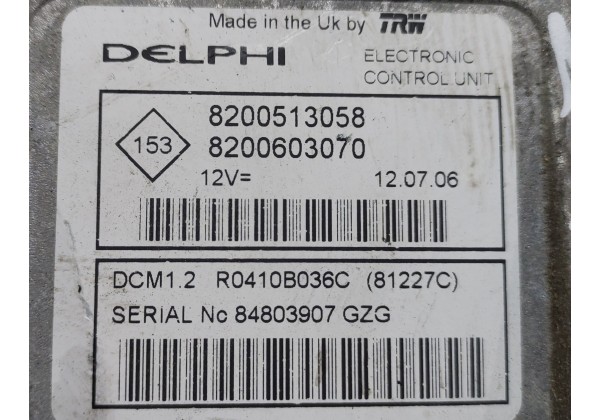 Made in the Uk by TRW
DELPHI
ELECTRONIC
CONTROL UNIT
153
8200513058
8200603070
12V=
12.07.06
DCM1.2 R0410B036C (81227C)
SERIAL No 84803907 GZG